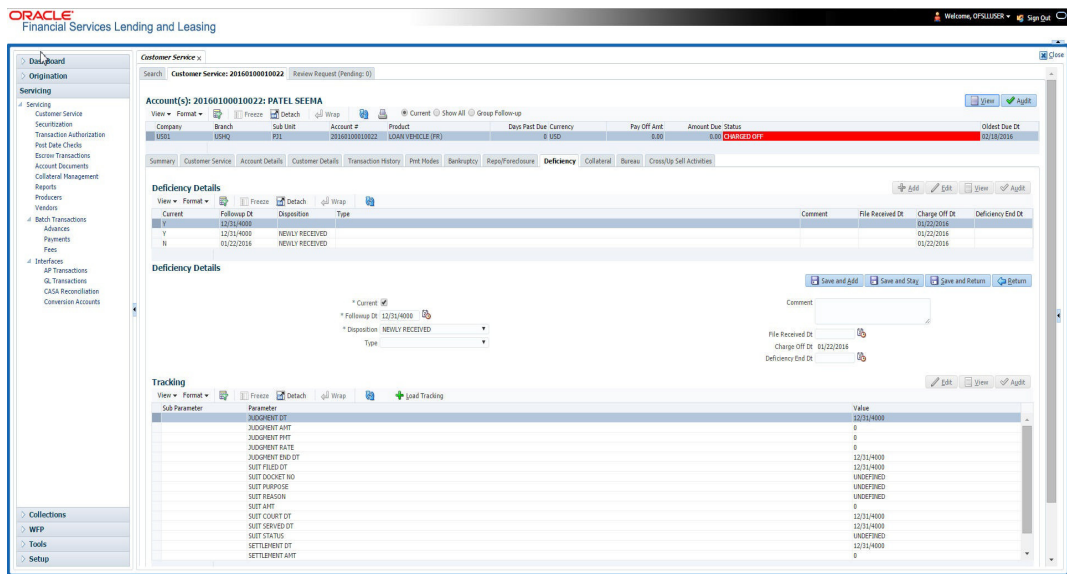 ORACLE
Financial Services Lending and Leasing
Welcome, OFSLLUSER Sign Out
Close
DashBoard
Origination
Servicing
Servicing
Customer Service
Securitization
Transaction Authorization
Post Date Checks
Escrow Transactions
Account Documents
Collateral Management
Reports
Producers
Vendors
Batch Transactions
Advances
Payments
Fees
Interfaces
AP Transactions
GL Transactions
CASA Reconciliation
Conversion Accounts
Collections
WFP
Tools
Setup
Customer Service x
Search Customer Service: 20160100010022 Review Request (Pending: 0)
Account(s): 20160100010022: PATEL SEEMA
View Audit
View Format Freeze Detach Wrap Current Show All Group Follow-up
Company Branch Sub Unit Account # Product Days Past Due Currency Pay Off Amt Amount Due Status Oldest Due Dt
US01 USHQ PJ1 20160100010022 LOAN VEHICLE (FR) 0 USD 0.00 0.00 CHARGED OFF 02/18/2016
Summary Customer Service Account Details Customer Details Transaction History Pmt Modes Bankruptcy Repo/Foreclosure Deficiency Collateral Bureau Cross/Up Sell Activities
Deficiency Details
Add Edit View Audit
View Format Freeze Detach Wrap
Current Followup Dt Disposition Type Comment File Received Dt Charge Off Dt Deficiency End Dt
Y 12/31/4000 01/22/2016
Y 12/31/4000 NEWLY RECEIVED 01/22/2016
N 01/22/2016 NEWLY RECEIVED 01/22/2016
Deficiency Details
Save and Add Save and Stay Save and Return Return
* Current
* Followup Dt 12/31/4000
* Disposition NEWLY RECEIVED
Type
Comment
File Received Dt
Charge Off Dt 01/22/2016
Deficiency End Dt
Tracking
Edit View Audit
View Format Freeze Detach Wrap Load Tracking
Sub Parameter Parameter Value
JUDGMENT DT 12/31/4000
JUDGMENT AMT 0
JUDGMENT PMT 0
JUDGMENT RATE 0
JUDGMENT END DT 12/31/4000
SUIT FILED DT 12/31/4000
SUIT DOCKET NO UNDEFINED
SUIT PURPOSE UNDEFINED
SUIT REASON UNDEFINED
SUIT AMT 0
SUIT COURT DT 12/31/4000
SUIT SERVED DT 12/31/4000
SUIT STATUS UNDEFINED
SETTLEMENT DT 12/31/4000
SETTLEMENT AMT 0